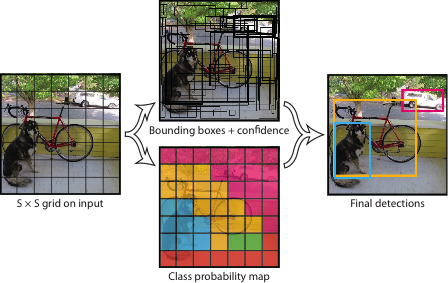 Bounding boxes + confidence
S × S grid on input
Final detections
Class probability map